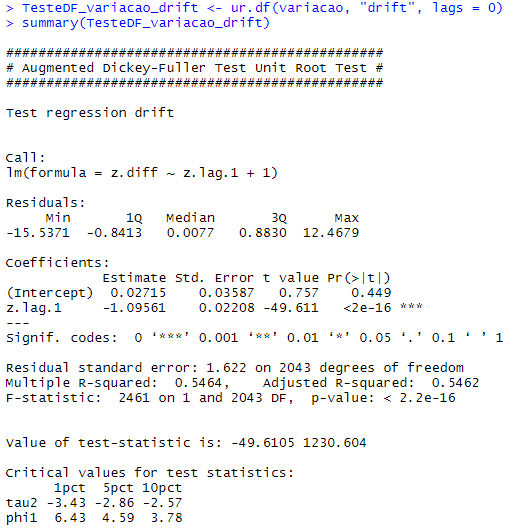 > TesteDF_variacao_drift <- ur.df(variacao, "drift", lags = 0)
> summary(TesteDF_variacao_drift)
###############################################
# Augmented Dickey-Fuller Test Unit Root Test #
###############################################
Test regression drift
Call:
lm(formula = z.diff ~ z.lag.1 + 1)
Residuals:
Min 1Q Median 3Q Max
-15.5371 -0.8413 0.0077 0.8830 12.4679
Coefficients:
Estimate Std. Error t value Pr(>|t|)
(Intercept) 0.02715 0.03587 0.757 0.449
z.lag.1 -1.09561 0.02208 -49.611 <2e-16 ***
---
Signif. codes: 0 ‘***’ 0.001 ‘**’ 0.01 ‘*’ 0.05 ‘.’ 0.1 ‘ ’ 1
Residual standard error: 1.622 on 2043 degrees of freedom
Multiple R-squared: 0.5464, Adjusted R-squared: 0.5462
F-statistic: 2461 on 1 and 2043 DF, p-value: < 2.2e-16
Value of test-statistic is: -49.6105 1230.604
Critical values for test statistics:
1pct 5pct 10pct
tau2 -3.43 -2.86 -2.57
phi1 6.43 4.59 3.78